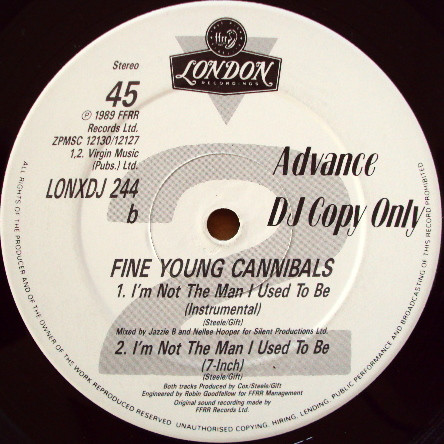 ffrr
LONDON
RECORDINGS
Stereo
45
℗ 1989 FFRR
Records Ltd.
ZPMSC 12130/12127
1,2. Virgin Music
(Pubs.) Ltd.
LONXDJ 244
b
Advance
DJ Copy Only
2
FINE YOUNG CANNIBALS
1. I'm Not The Man I Used To Be
(Instrumental)
(Steele/Gift)
Mixed by Jazzie B and Nellee Hooper for Silent Productions Ltd.
2. I'm Not The Man I Used To Be
(7-Inch)
(Steele/Gift)
Both tracks Produced by Cox/Steele/Gift
Engineered by Robin Goodfellow for FFRR Management
Original sound recording made by
FFRR Records Ltd.
ALL RIGHTS OF THE PRODUCER AND OF THE OWNER OF THE WORK REPRODUCED RESERVED UNAUTHORISED COPYING, HIRING, LENDING, PUBLIC PERFORMANCE AND BROADCASTING OF THIS RECORD PROHIBITED